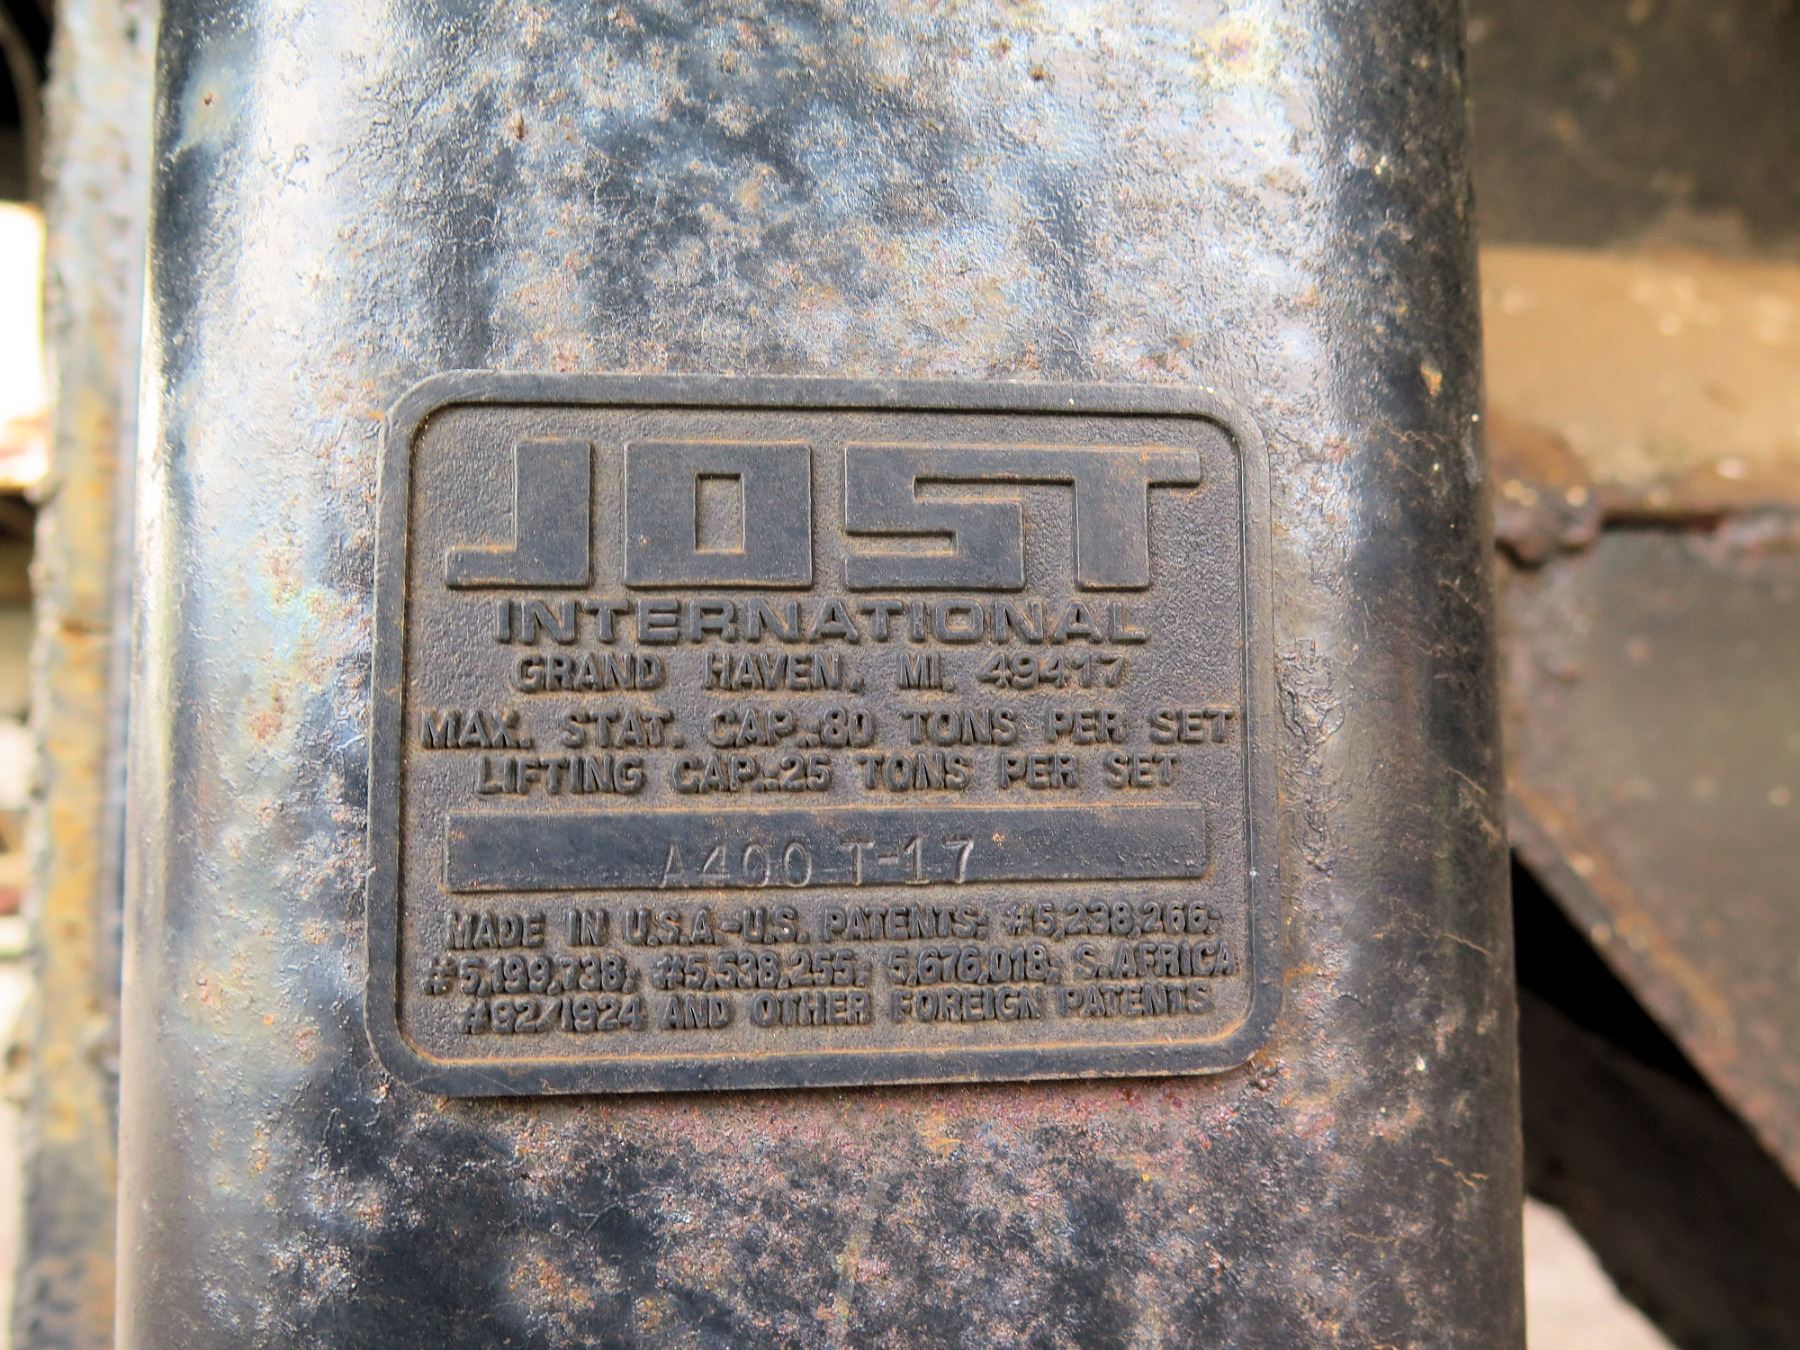 JOST
INTERNATIONAL
GRAND HAVEN, MI. 49417
MAX. STAT. CAP.:80 TONS PER SET
LIFTING CAP.:25 TONS PER SET
A400 T-17
MADE IN U.S.A.-U.S. PATENTS: #5,238,266;
#5,199,738; #5,538,255; 5,676,018; S. AFRICA
#92/1924 AND OTHER FOREIGN PATENTS